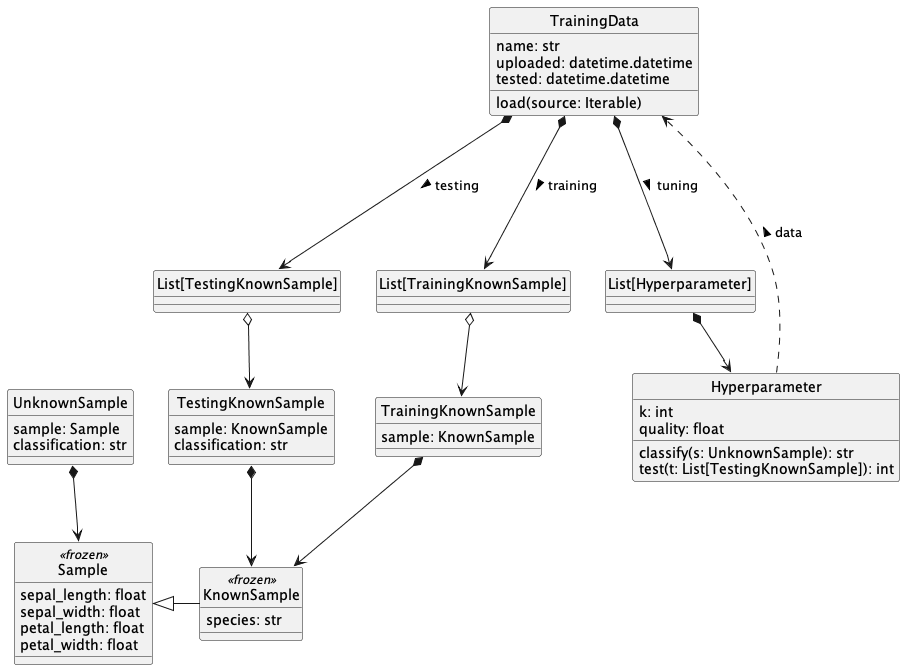 TrainingData
name: str
uploaded: datetime.datetime
tested: datetime.datetime
load(source: Iterable)
testing
training
tuning
data
List[TestingKnownSample]
List[TrainingKnownSample]
List[Hyperparameter]
UnknownSample
sample: Sample
classification: str
TestingKnownSample
sample: KnownSample
classification: str
TrainingKnownSample
sample: KnownSample
Hyperparameter
k: int
quality: float
classify(s: UnknownSample): str
test(t: List[TestingKnownSample]): int
«frozen»
Sample
sepal_length: float
sepal_width: float
petal_length: float
petal_width: float
«frozen»
KnownSample
species: str